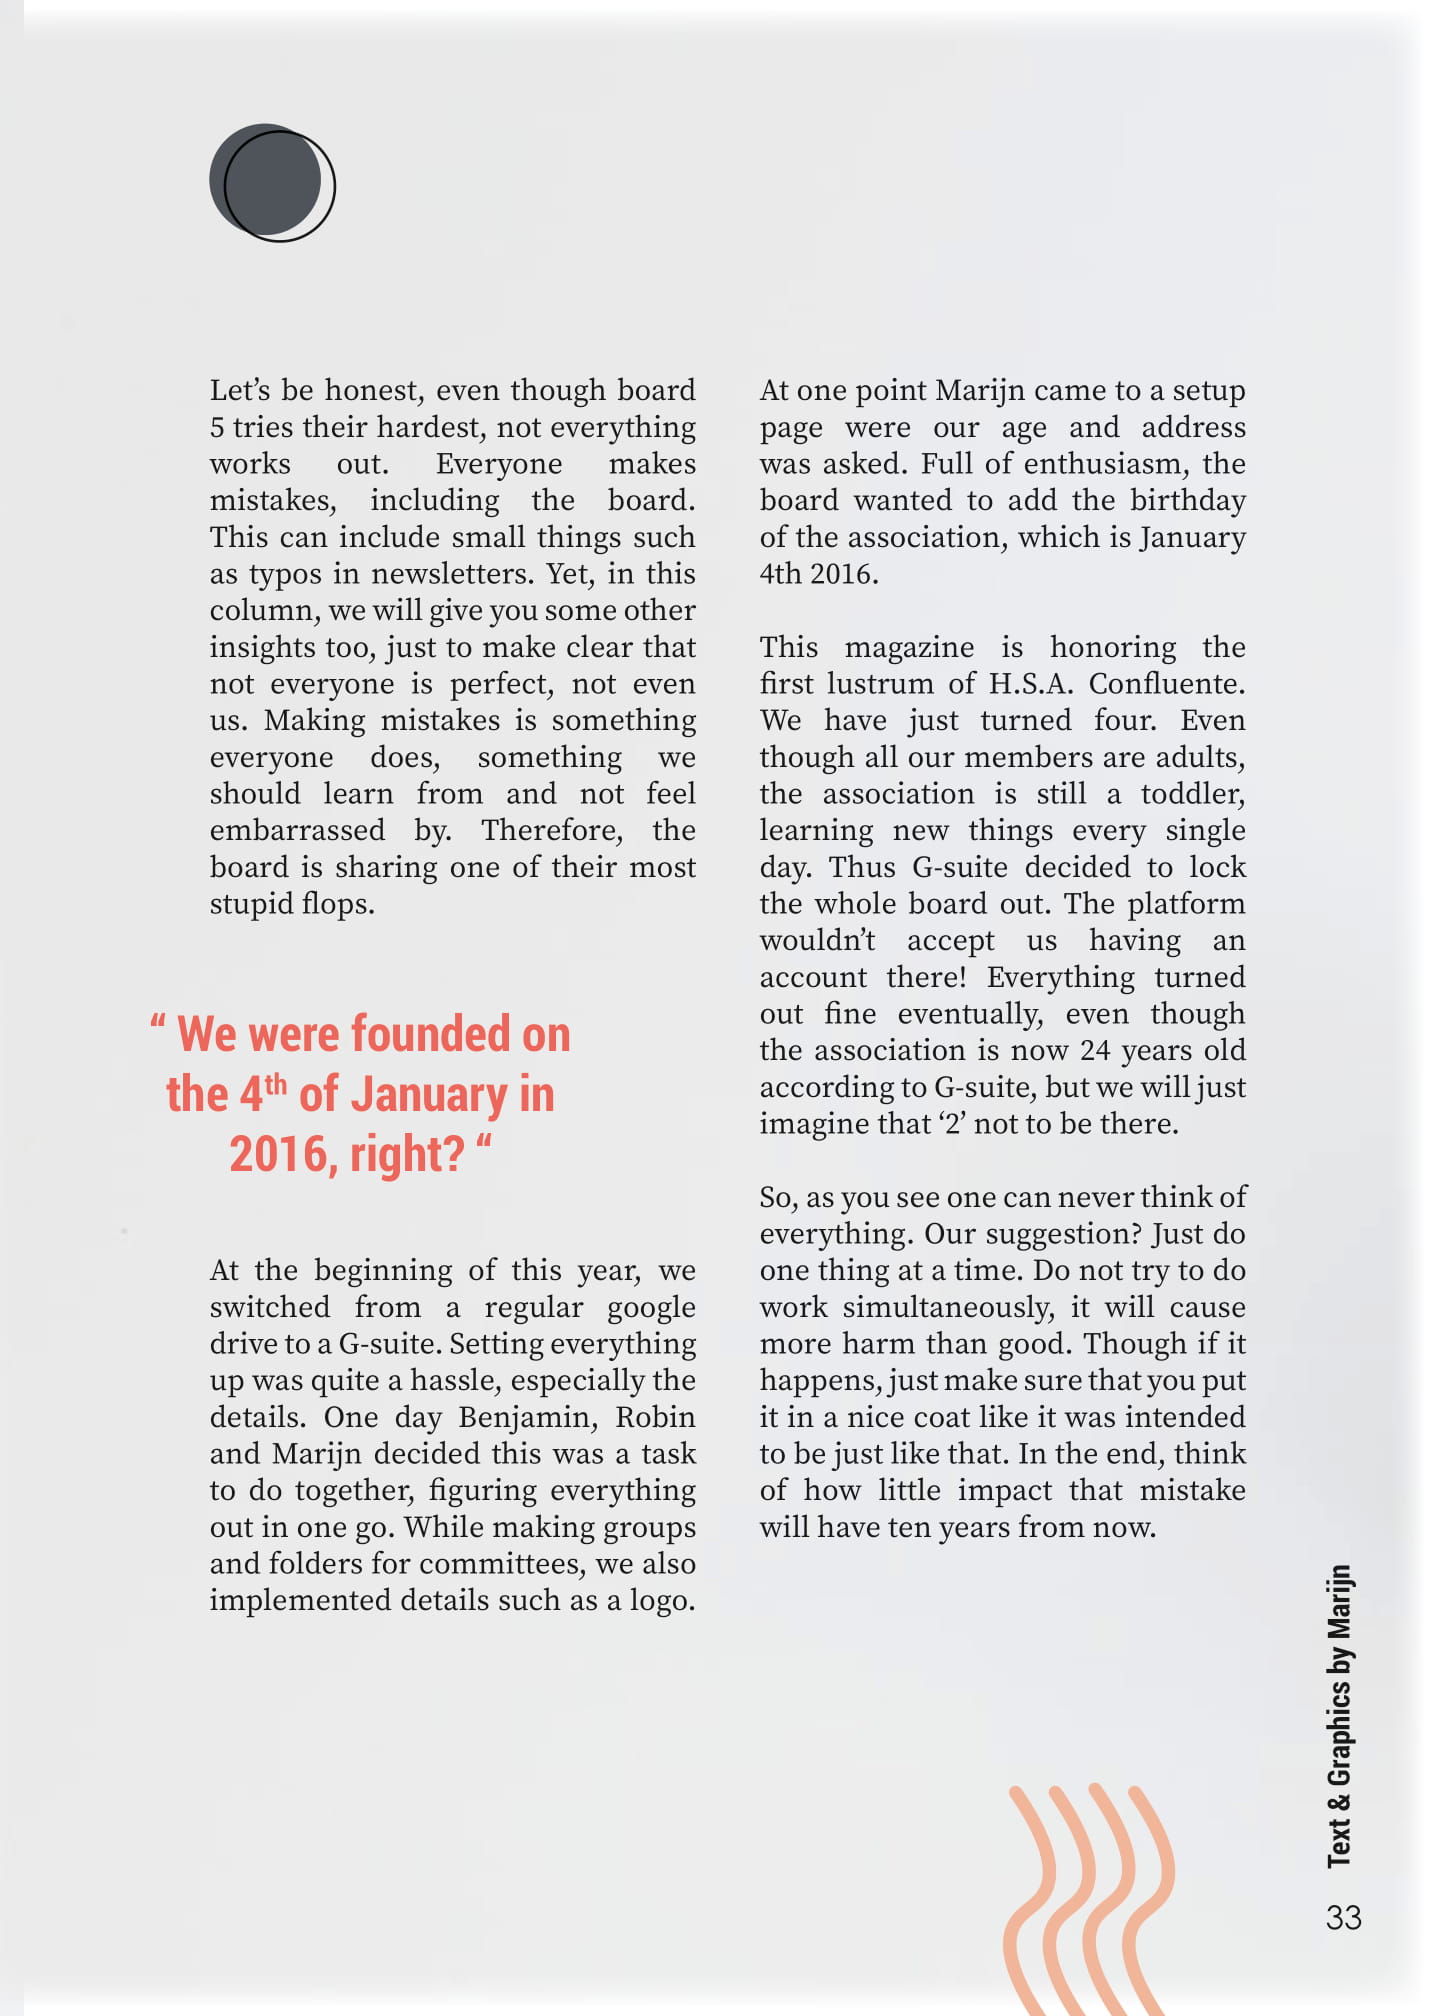 Let’s be honest, even though board
5 tries their hardest, not everything
works out. Everyone makes
mistakes, including the board.
This can include small things such
as typos in newsletters. Yet, in this
column, we will give you some other
insights too, just to make clear that
not everyone is perfect, not even
us. Making mistakes is something
everyone does, something we
should learn from and not feel
embarrassed by. Therefore, the
board is sharing one of their most
stupid flops.
“ We were founded on
the 4th of January in
2016, right? “
At the beginning of this year, we
switched from a regular google
drive to a G-suite. Setting everything
up was quite a hassle, especially the
details. One day Benjamin, Robin
and Marijn decided this was a task
to do together, figuring everything
out in one go. While making groups
and folders for committees, we also
implemented details such as a logo.
At one point Marijn came to a setup
page were our age and address
was asked. Full of enthusiasm, the
board wanted to add the birthday
of the association, which is January
4th 2016.
This magazine is honoring the
first lustrum of H.S.A. Confluente.
We have just turned four. Even
though all our members are adults,
the association is still a toddler,
learning new things every single
day. Thus G-suite decided to lock
the whole board out. The platform
wouldn’t accept us having an
account there! Everything turned
out fine eventually, even though
the association is now 24 years old
according to G-suite, but we will just
imagine that ‘2’ not to be there.
So, as you see one can never think of
everything. Our suggestion? Just do
one thing at a time. Do not try to do
work simultaneously, it will cause
more harm than good. Though if it
happens, just make sure that you put
it in a nice coat like it was intended
to be just like that. In the end, think
of how little impact that mistake
will have ten years from now.
Text & Graphics by Marijn
33